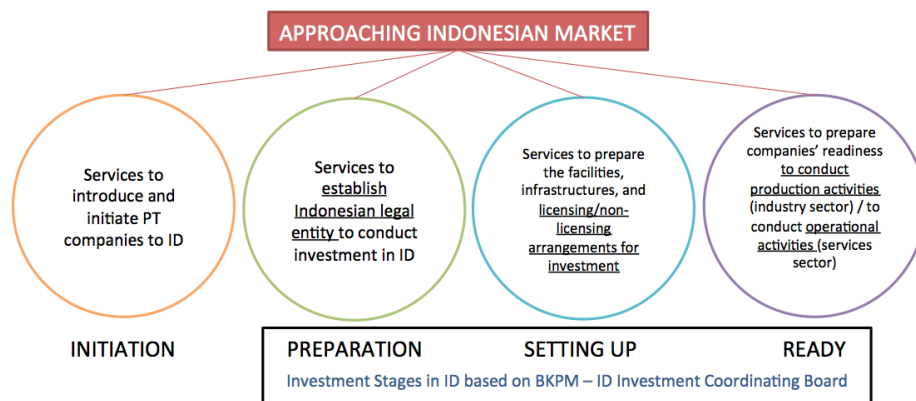 APPROACHING INDONESIAN MARKET
Services to
introduce and
initiate PT
companies to ID
Services to
establish
Indonesian legal
entity to conduct
investment in ID
Services to prepare
the facilities,
infrastructures, and
licensing/non-
licensing
arrangements for
investment
Services to prepare
companies' readiness
to conduct
production activities
(industry sector) / to
conduct operational
activities (services
sector)
INITIATION
PREPARATION
SETTING UP
READY
Investment Stages in ID based on BKPM – ID Investment Coordinating Board